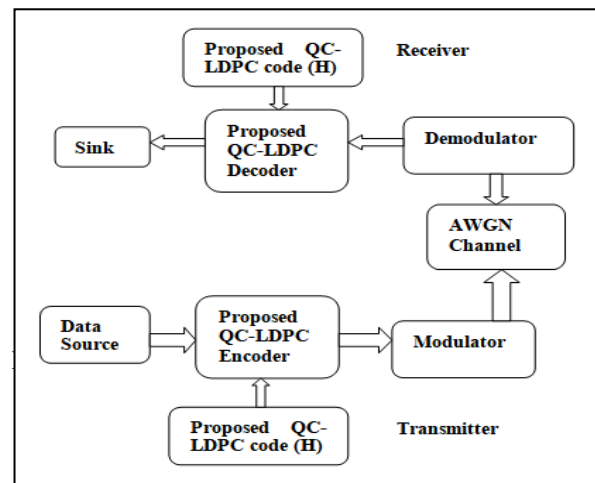 Proposed QC-
LDPC code (H)
Receiver
Sink
Proposed
QC-LDPC
Decoder
Demodulator
AWGN
Channel
Data
Source
Proposed
QC-LDPC
Encoder
Modulator
Proposed QC-
LDPC code (H)
Transmitter